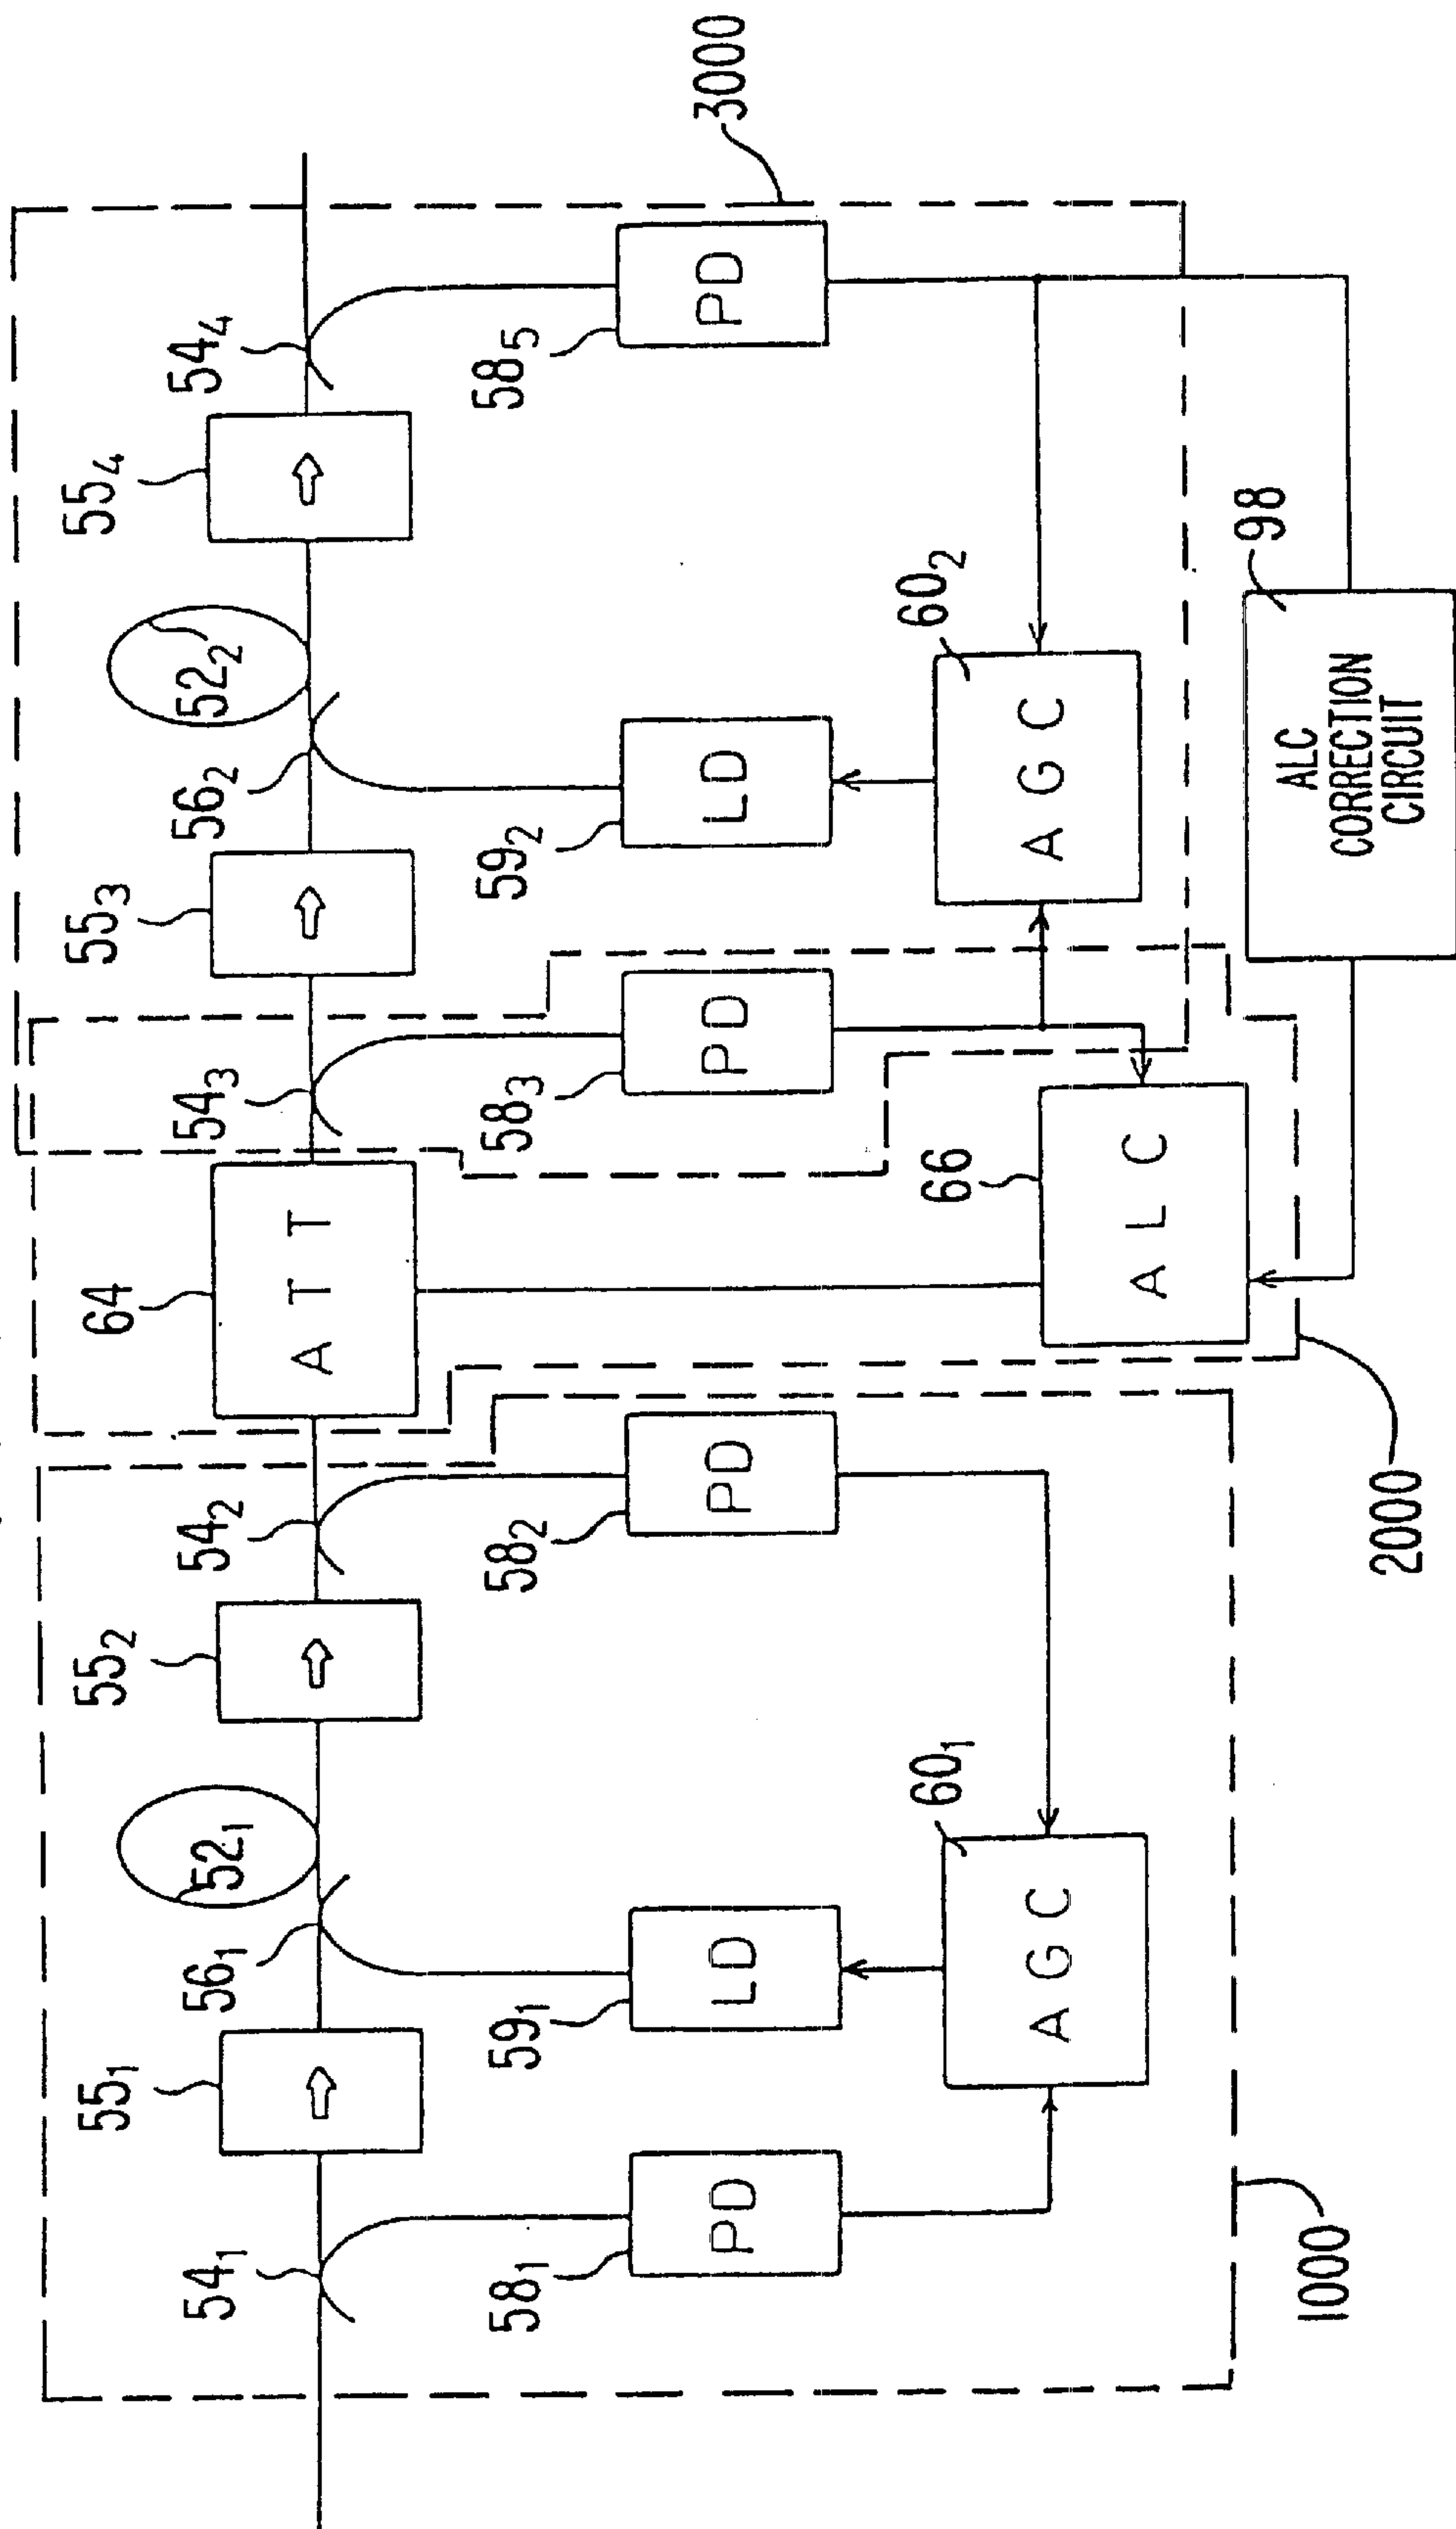 54₁
55₁
56₁
52₁
55₂
54₂
64
A T T
54₃
55₃
56₂
52₂
55₄
54₄
3000
58₁
PD
59₁
LD
58₂
PD
58₃
PD
59₂
LD
58₅
PD
60₁
A G C
66
A L C
60₂
A G C
98
ALC
CORRECTION
CIRCUIT
1000
2000